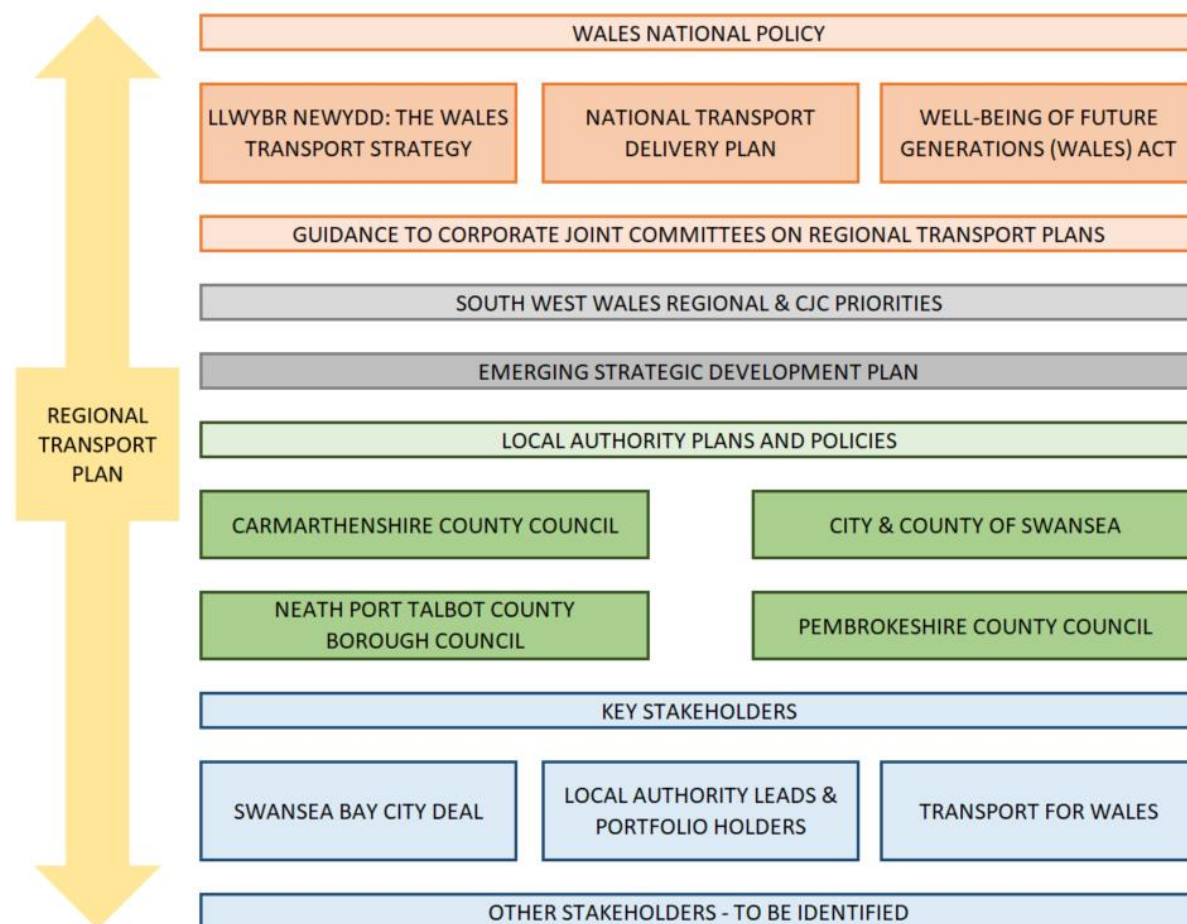 WALES NATIONAL POLICY
LLWYBR NEWYDD: THE WALES
TRANSPORT STRATEGY
NATIONAL TRANSPORT
DELIVERY PLAN
WELL-BEING OF FUTURE
GENERATIONS (WALES) ACT
GUIDANCE TO CORPORATE JOINT COMMITTEES ON REGIONAL TRANSPORT PLANS
SOUTH WEST WALES REGIONAL & CJC PRIORITIES
EMERGING STRATEGIC DEVELOPMENT PLAN
REGIONAL
TRANSPORT
PLAN
LOCAL AUTHORITY PLANS AND POLICIES
CARMARTHENSHIRE COUNTY COUNCIL
CITY & COUNTY OF SWANSEA
NEATH PORT TALBOT COUNTY
BOROUGH COUNCIL
PEMBROKESHIRE COUNTY COUNCIL
KEY STAKEHOLDERS
SWANSEA BAY CITY DEAL
LOCAL AUTHORITY LEADS &
PORTFOLIO HOLDERS
TRANSPORT FOR WALES
OTHER STAKEHOLDERS - TO BE IDENTIFIED